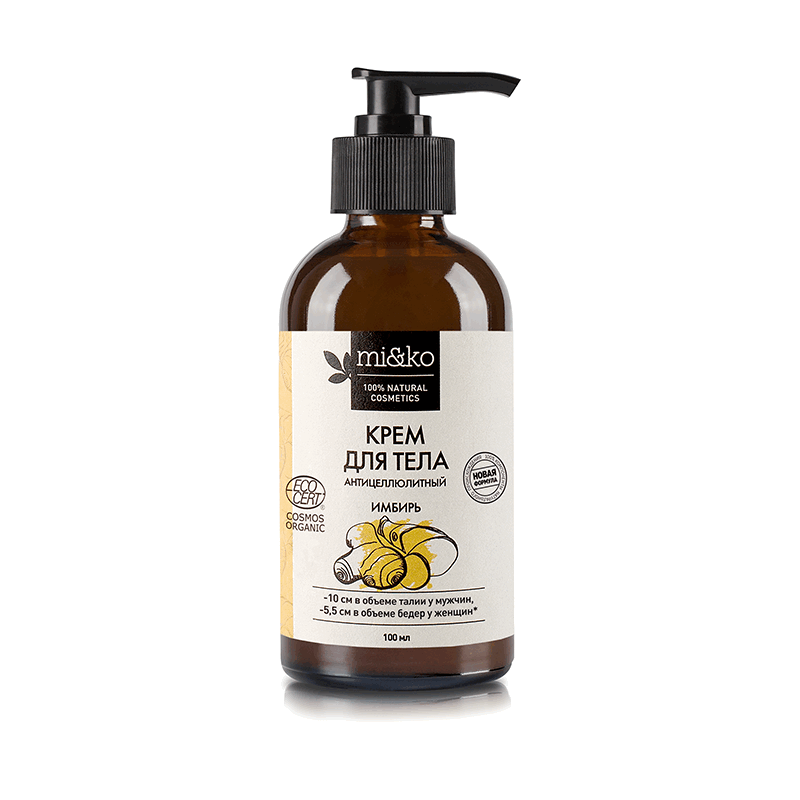 mi&ko
100% NATURAL
COSMETICS
КРЕМ
ДЛЯ ТЕЛА
АНТИЦЕЛЛЮЛИТНЫЙ
ИМБИРЬ
НОВАЯ
ФОРМУЛА
ECO
CERT
®
COSMOS
ORGANIC
-10 см в объеме талии у мужчин,
-5,5 см в объеме бедер у женщин*
100 мл